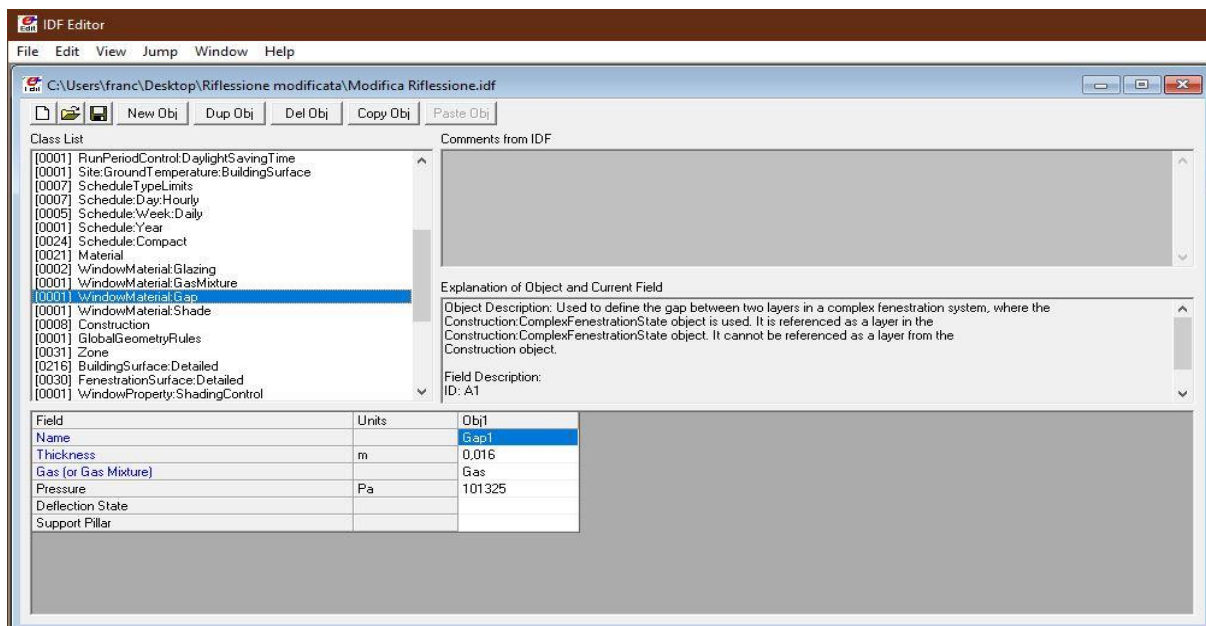 IDF Editor
File Edit View Jump Window Help
C:\Users\franc\Desktop\Riflessione modificata\Modifica Riflessione.idf
New Obj Dup Obj Del Obj Copy Obj Paste Obj
Class List
[0001] RunPeriodControl:DaylightSavingTime
[0001] Site:GroundTemperature:BuildingSurface
[0007] ScheduleTypeLimits
[0007] Schedule:Day:Hourly
[0005] Schedule:Week:Daily
[0001] Schedule:Year
[0024] Schedule:Compact
[0021] Material
[0002] WindowMaterial:Glazing
[0001] WindowMaterial:GasMixture
[0001] WindowMaterial:Gap
[0001] WindowMaterial:Shade
[0008] Construction
[0001] GlobalGeometryRules
[0031] Zone
[0216] BuildingSurface:Detailed
[0030] FenestrationSurface:Detailed
[0001] WindowProperty:ShadingControl
Comments from IDF
Explanation of Object and Current Field
Object Description: Used to define the gap between two layers in a complex fenestration system, where the
Construction:ComplexFenestrationState object is used. It is referenced as a layer in the
Construction:ComplexFenestrationState object. It cannot be referenced as a layer from the
Construction object.
Field Description:
ID: A1
Field Units Obj1
Name Gap1
Thickness m 0,016
Gas (or Gas Mixture) Gas
Pressure Pa 101325
Deflection State
Support Pillar